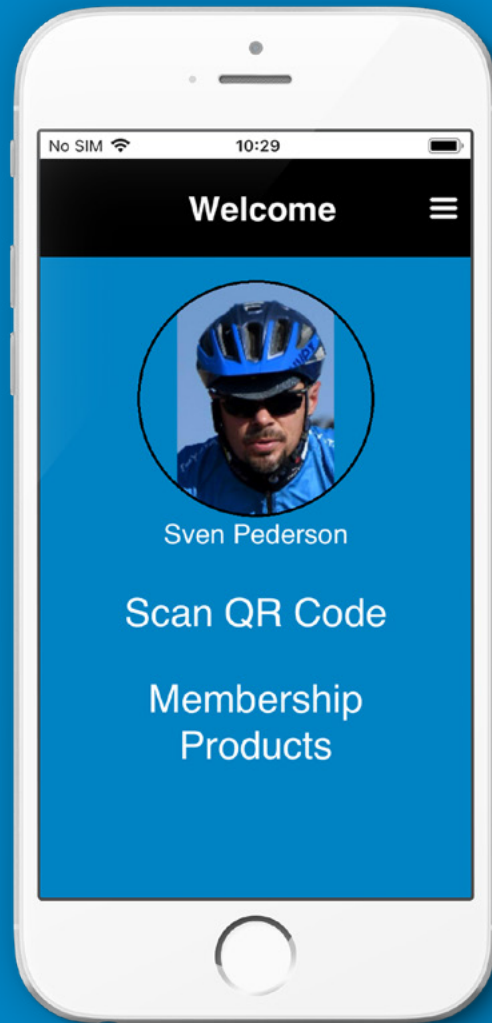 No SIM 10:29
Welcome
Sven Pederson
Scan QR Code
Membership
Products